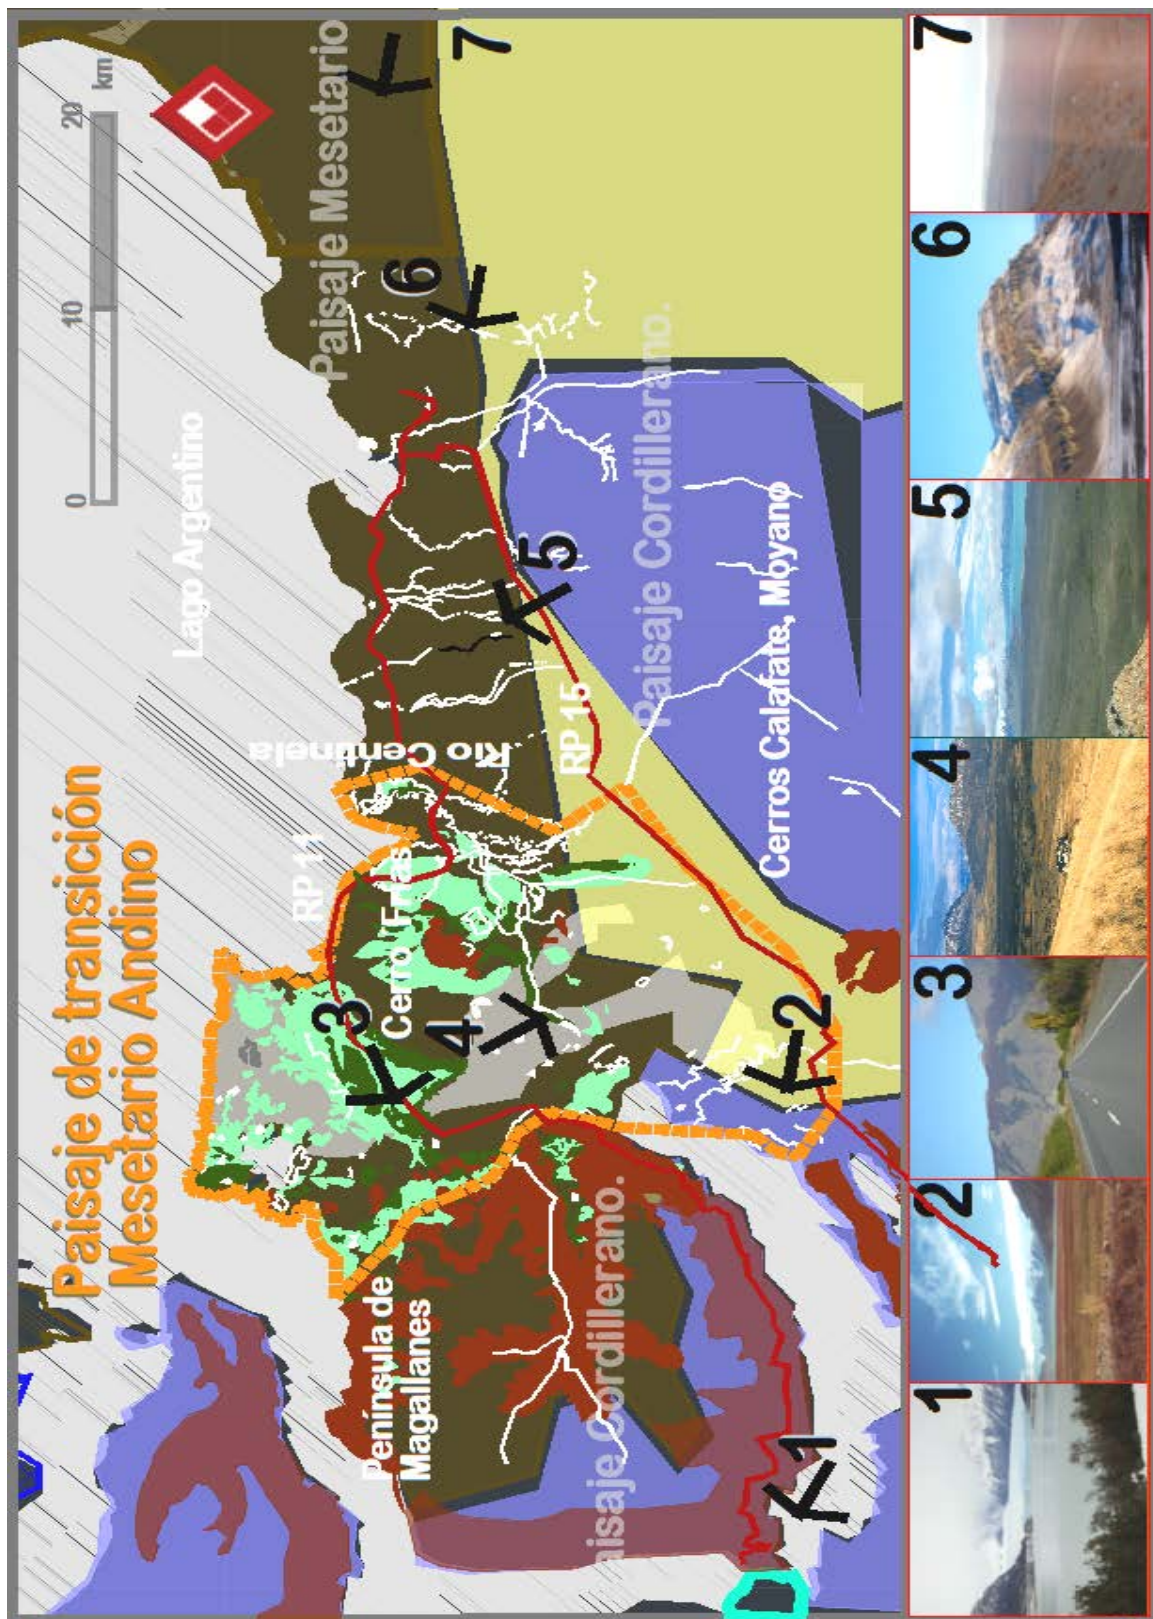 Paisaje de transición
Mesetario Andino
0
10
20
km
Lago Argentino
Península de
Magallanes
RP 11
Río Centinela
Cerro Frías
Paisaje Mesetario
RP 15
Paisaje Cordillerano.
aisaje Cordillerano.
Cerros Calafate, Moyano
1
2
3
4
5
6
7
1
2
3
4
5
6
7